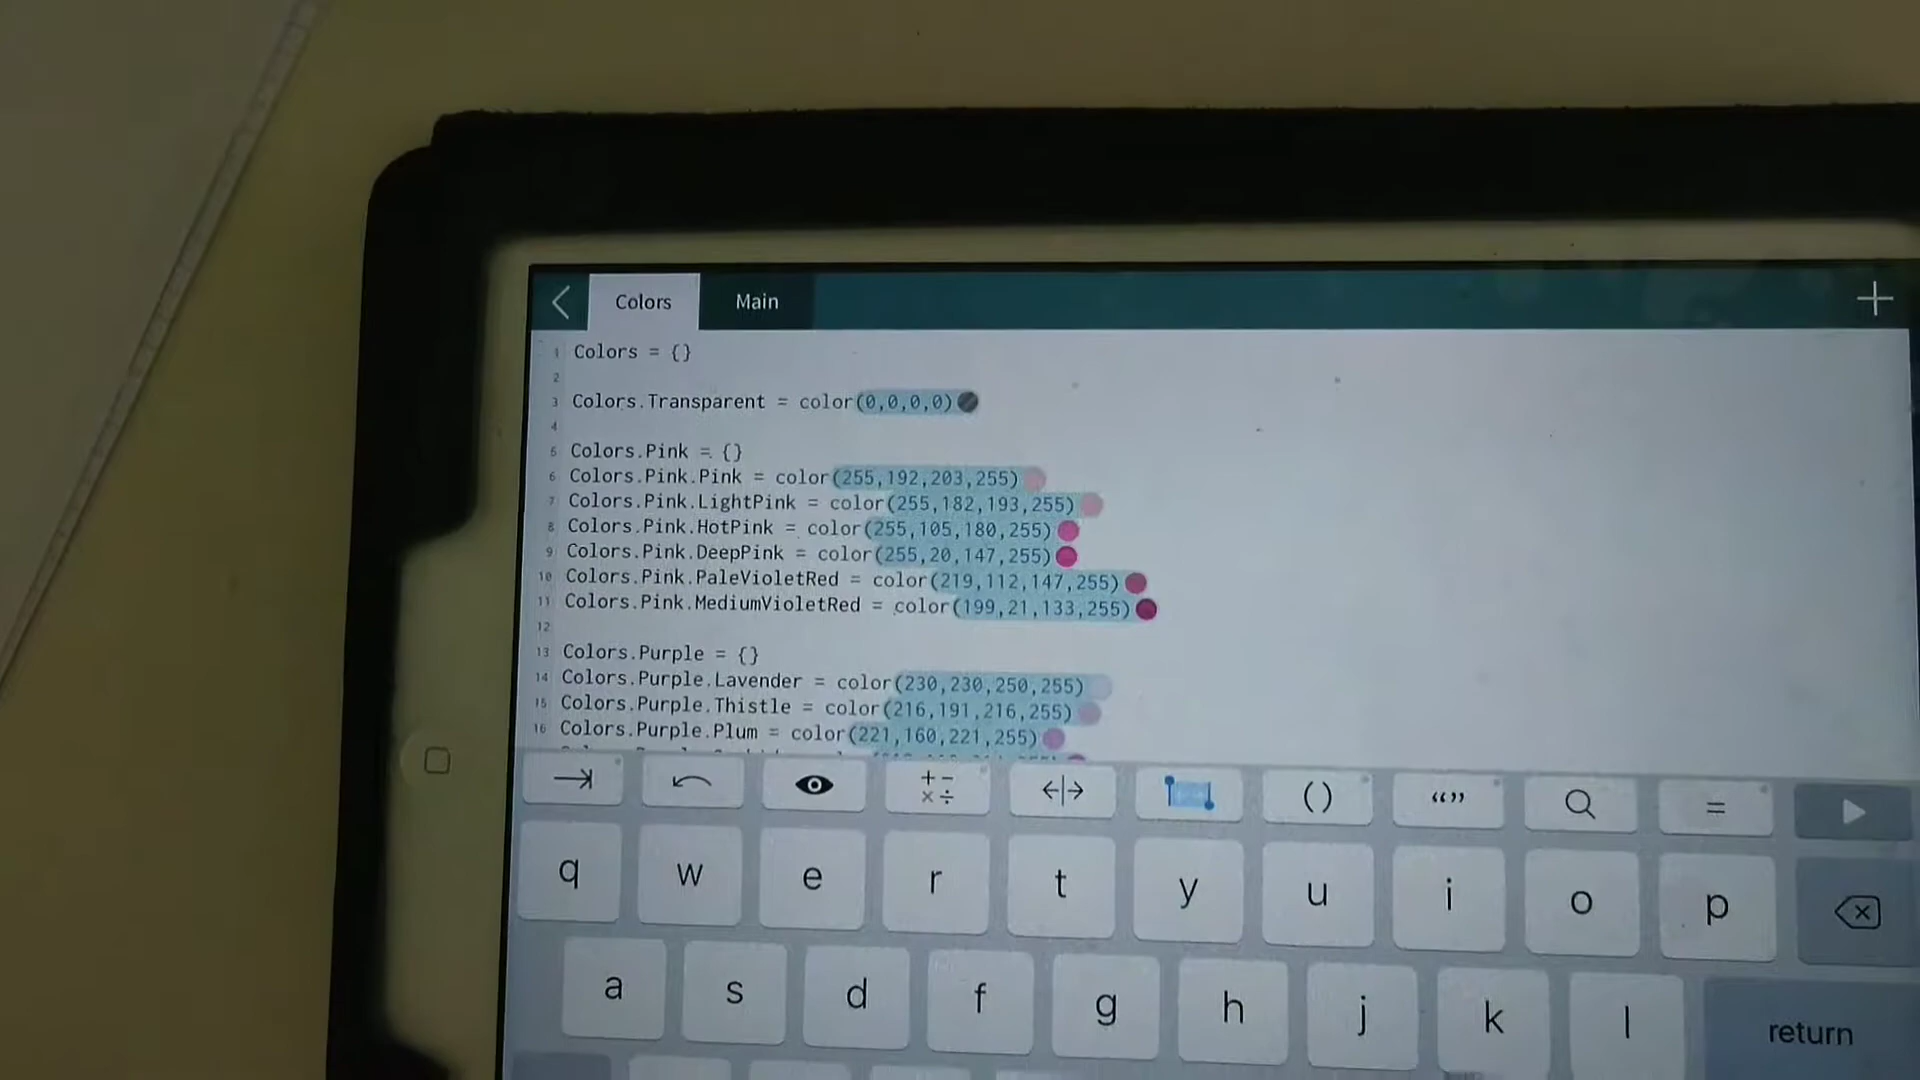 Colors Main
1 Colors = {}
2
3 Colors.Transparent = color(0,0,0,0)
4
5 Colors.Pink = {}
6 Colors.Pink.Pink = color(255,192,203,255)
7 Colors.Pink.LightPink = color(255,182,193,255)
8 Colors.Pink.HotPink = color(255,105,180,255)
9 Colors.Pink.DeepPink = color(255,20,147,255)
10 Colors.Pink.PaleVioletRed = color(219,112,147,255)
11 Colors.Pink.MediumVioletRed = color(199,21,133,255)
12
13 Colors.Purple = {}
14 Colors.Purple.Lavender = color(230,230,250,255)
15 Colors.Purple.Thistle = color(216,191,216,255)
16 Colors.Purple.Plum = color(221,160,221,255)
+ - × ÷ () “” =
q w e r t y u i o p
a s d f g h j k l return